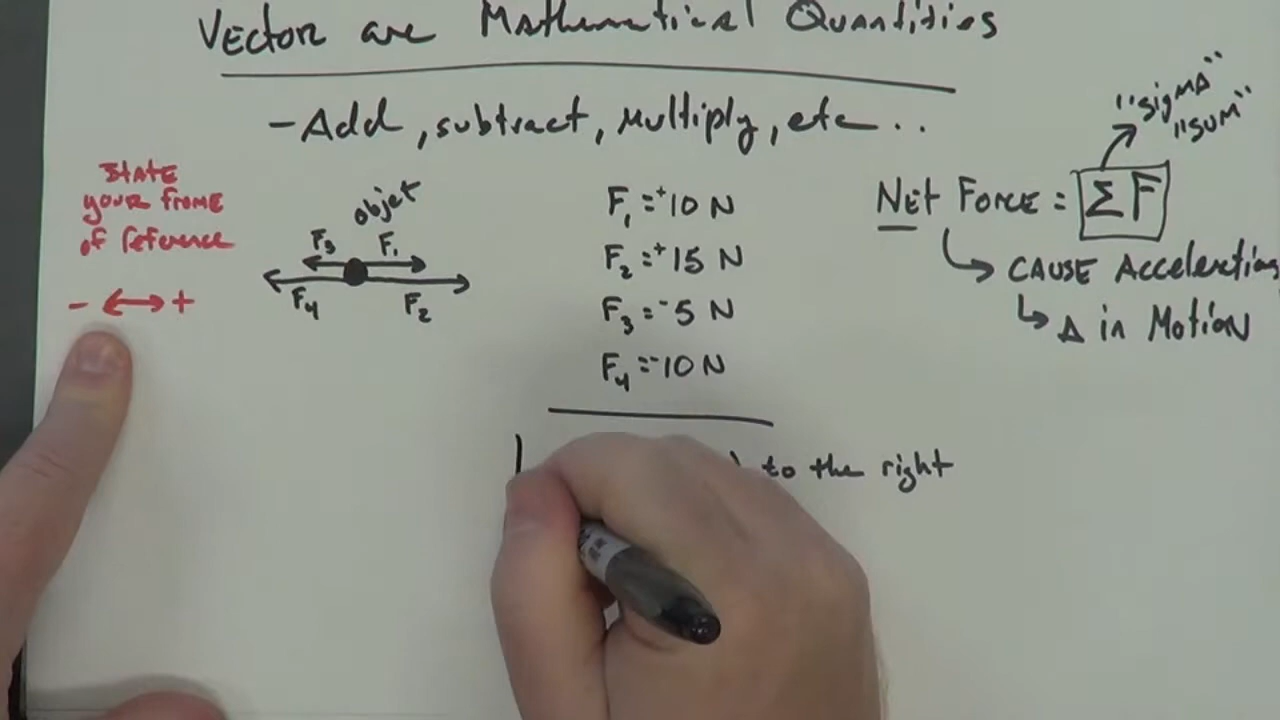 Vector are Mathematical Quantities
- Add, subtract, Multiply, etc...
"sigMA"
"SUM"
STATE
your frame
of reference
- +
objet
F3 F1
F4 F2
F1 =+10 N
F2 =+15 N
F3 =-5 N
F4 =-10 N
Net Force = ΣF
CAUSE Acceleration
Δ in Motion
to the right